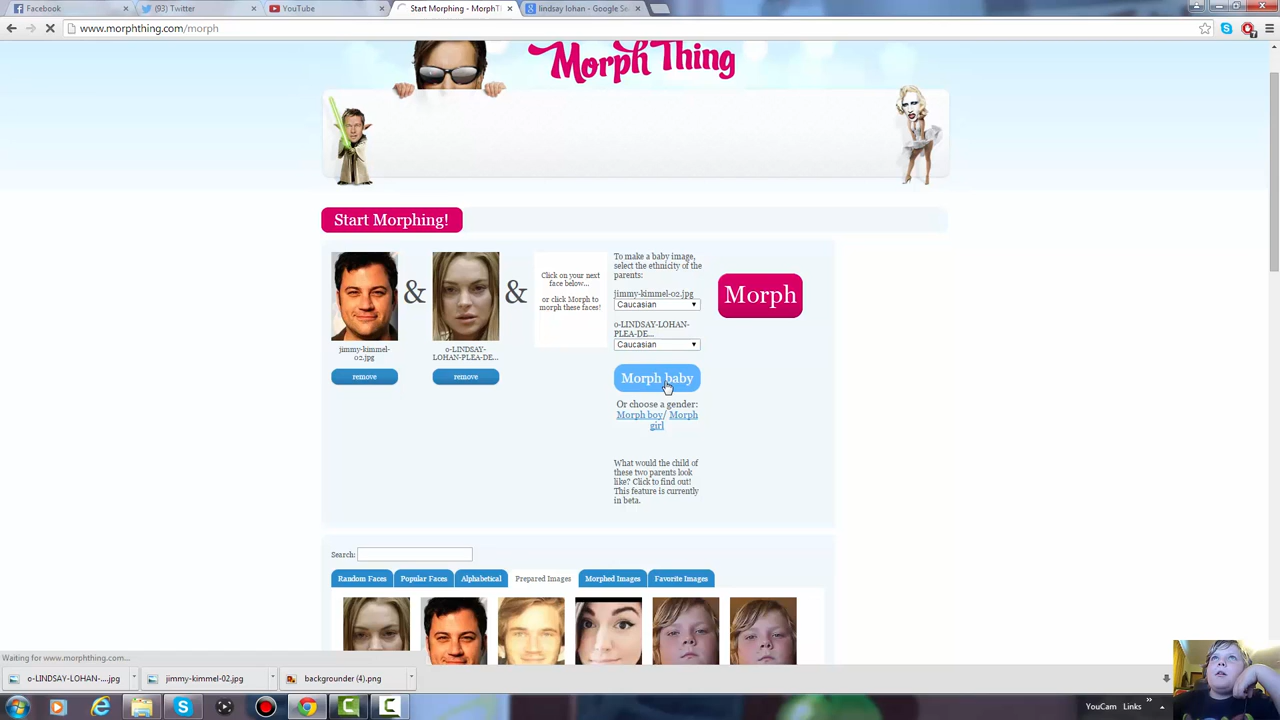 Facebook
(93) Twitter
YouTube
Start Morphing - MorphT
lindsay lohan - Google Se
www.morphthing.com/morph
Morph Thing
Start Morphing!
&
&
Click on your next
face below...
or click Morph to
morph these faces!
jimmy-kimmel-
02.jpg
o-LINDSAY-
LOHAN-PLEA-DE...
remove
remove
To make a baby image,
select the ethnicity of the
parents:
jimmy-kimmel-02.jpg
Caucasian
o-LINDSAY-LOHAN-
PLEA-DE...
Caucasian
Morph baby
Or choose a gender:
Morph boy/ Morph
girl
What would the child of
these two parents look
like? Click to find out!
This feature is currently
in beta.
Morph
Search:
Random Faces
Popular Faces
Alphabetical
Prepared Images
Morphed Images
Favorite Images
Waiting for www.morphthing.com...
o-LINDSAY-LOHAN-....jpg
jimmy-kimmel-02.jpg
backgrounder (4).png
YouCam
Links